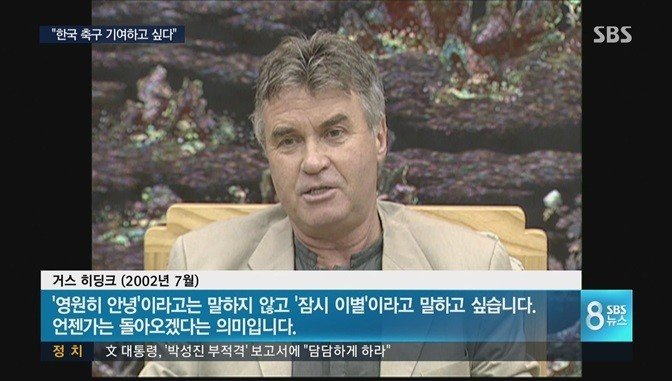 "한국 축구 기여하고 싶다"
SBS
거스 히딩크 (2002년 7월)
'영원히 안녕'이라고는 말하지 않고 '잠시 이별'이라고 말하고 싶습니다.
언젠가는 돌아오겠다는 의미입니다.
8 SBS 뉴스
정 치 文 대통령, '박성진 부적격' 보고서에 "담담하게 하라"